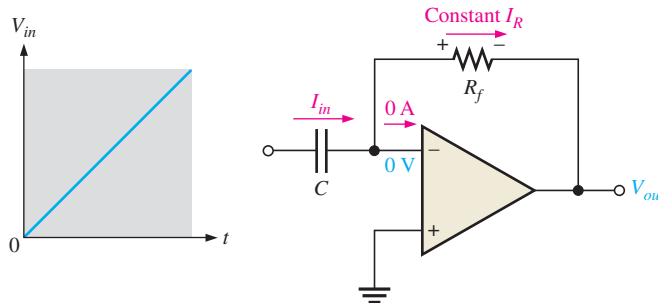 V_in
0
t
Constant I_R
+ −
R_f
I_in
0 A
−
0 V
C
+
V_ou